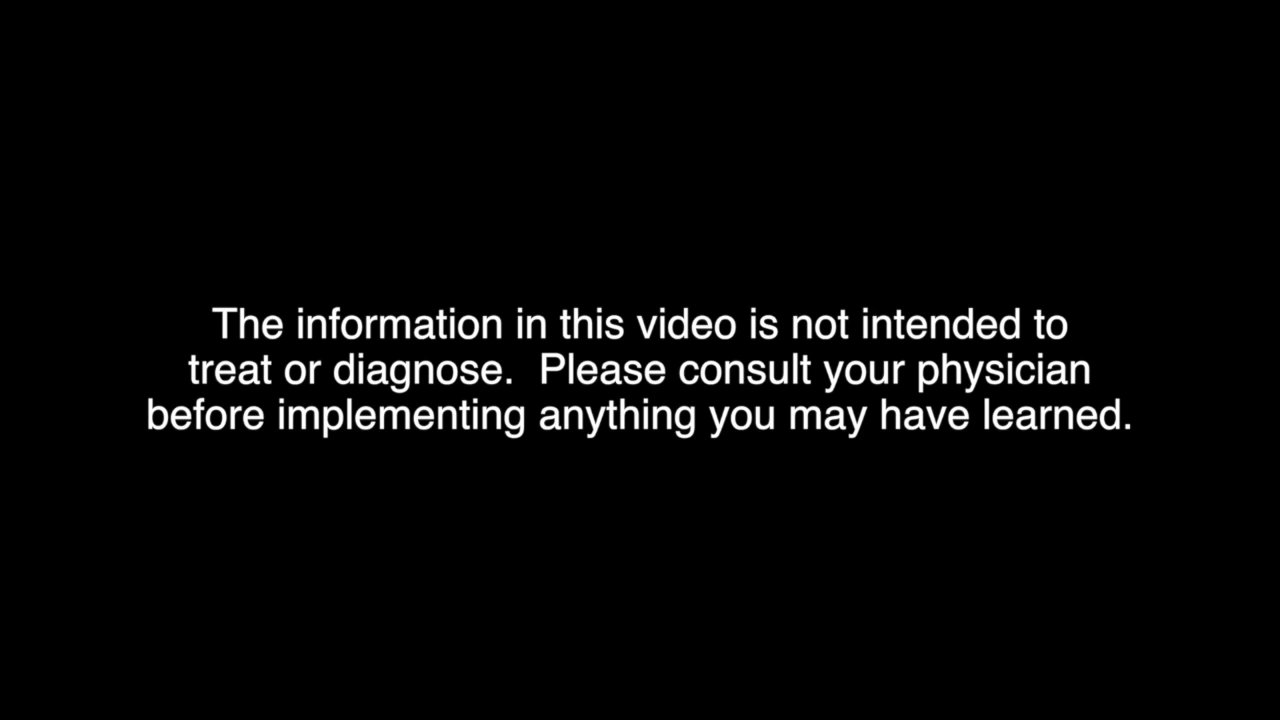 The information in this video is not intended to
treat or diagnose.  Please consult your physician
before implementing anything you may have learned.